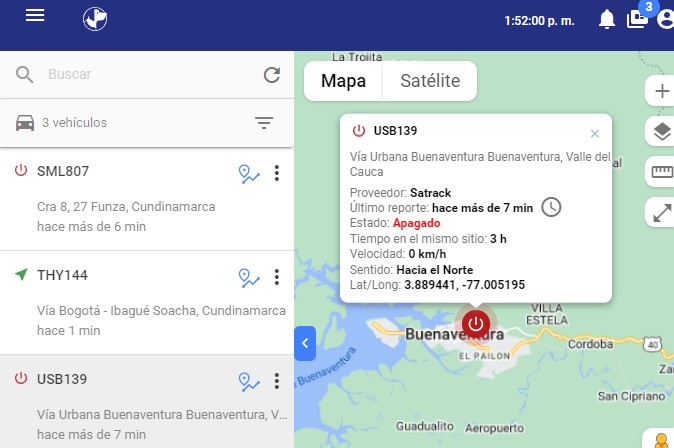 1:52:00 p. m.
3
Buscar
3 vehículos
SML807
Cra 8, 27 Funza, Cundinamarca
hace más de 6 min
THY144
Vía Bogotá - Ibagué Soacha, Cundinamarca
hace 1 min
USB139
Vía Urbana Buenaventura Buenaventura, V...
hace más de 7 min
La Trojita
Mapa
Satélite
USB139
Vía Urbana Buenaventura Buenaventura, Valle del
Cauca
Proveedor: Satrack
Último reporte: hace más de 7 min
Estado: Apagado
Tiempo en el mismo sitio: 3 h
Velocidad: 0 km/h
Sentido: Hacia el Norte
Lat/Long: 3.889441, -77.005195
VILLA
ESTELA
Buenaventura
EL PAILON
Cordoba
40
Buenaventura
San Cipriano
Guadualito
Aeropuerto